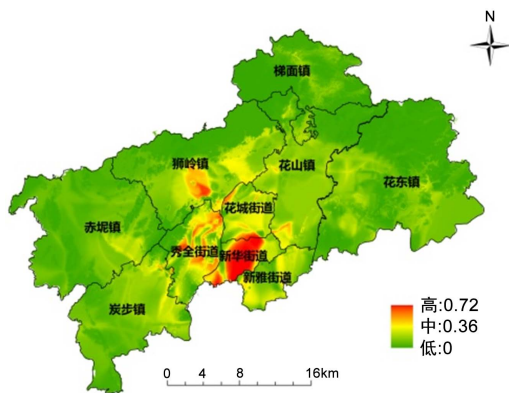 N
梯面镇
狮岭镇
花山镇
花东镇
花城街道
赤坭镇
秀全街道
新华街道
新雅街道
炭步镇
高:0.72
中:0.36
低:0
0 4 8 16km